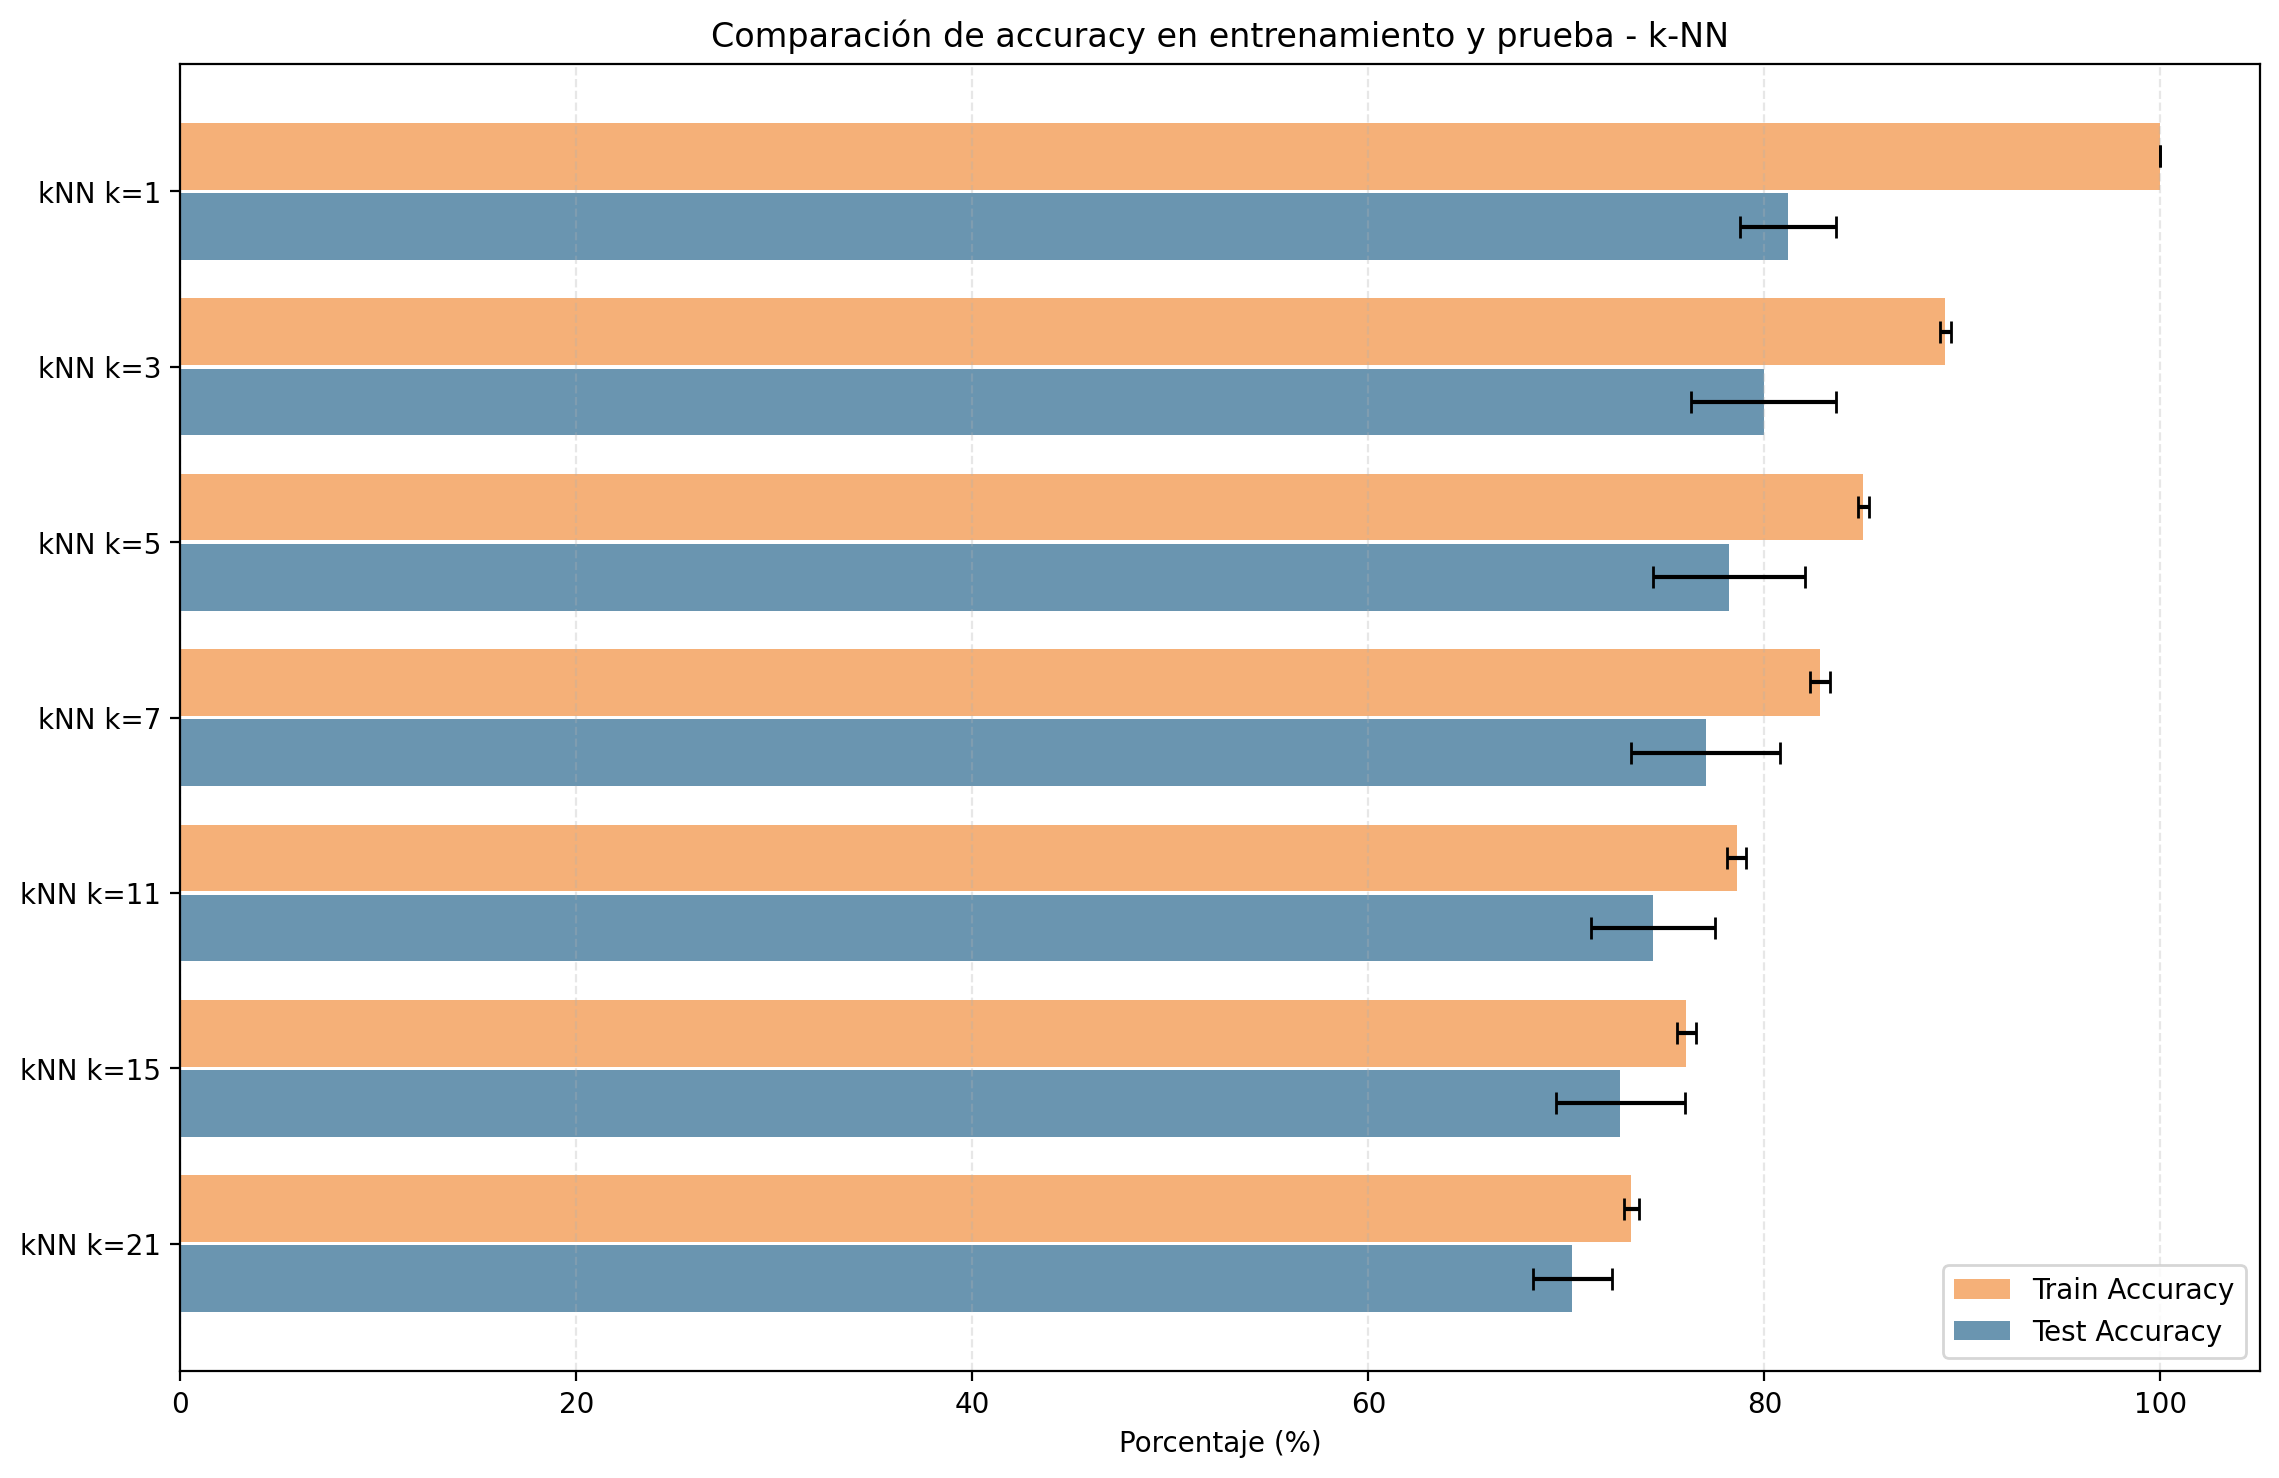 Comparación de accuracy en entrenamiento y prueba - k-NN
kNN k=1
kNN k=3
kNN k=5
kNN k=7
kNN k=11
kNN k=15
kNN k=21
Train Accuracy
Test Accuracy
0 20 40 60 80 100
Porcentaje (%)